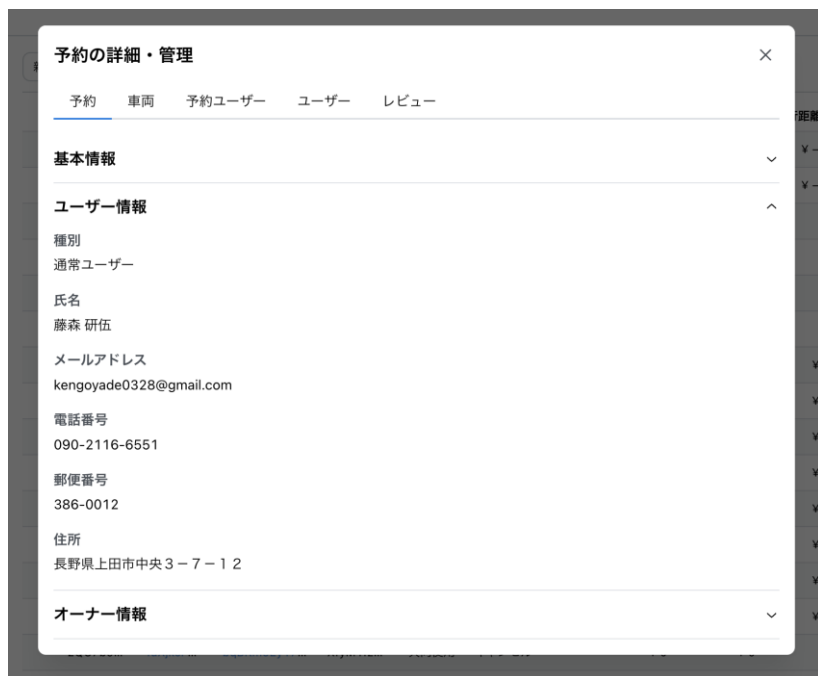 予約の詳細・管理
予約 車両 予約ユーザー ユーザー レビュー
基本情報
ユーザー情報
種別
通常ユーザー
氏名
藤森 研伍
メールアドレス
kengoyade0328@gmail.com
電話番号
090-2116-6551
郵便番号
386-0012
住所
長野県上田市中央3－7－12
オーナー情報